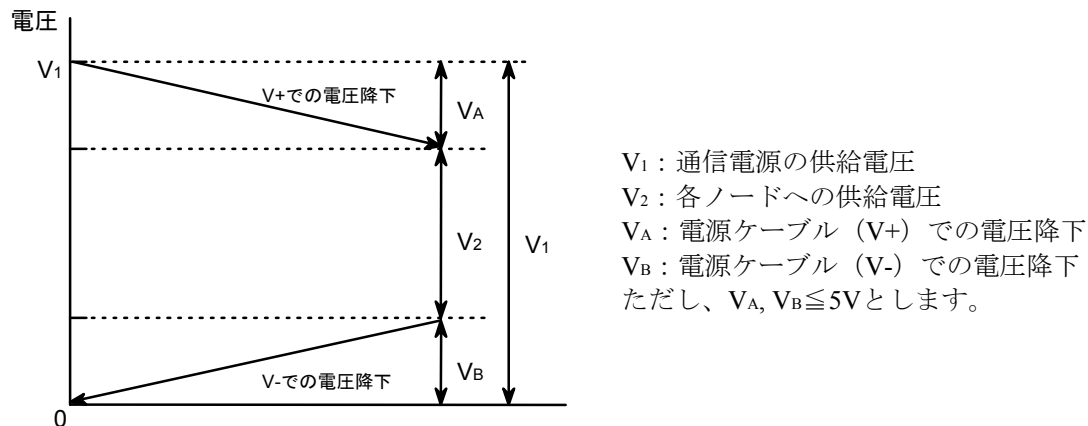 電圧
V1
V+での電圧降下
VA
V2
V1
V-での電圧降下
VB
0
V1：通信電源の供給電圧
V2：各ノードへの供給電圧
VA：電源ケーブル（V+）での電圧降下
VB：電源ケーブル（V-）での電圧降下
ただし、VA, VB≦5Vとします。